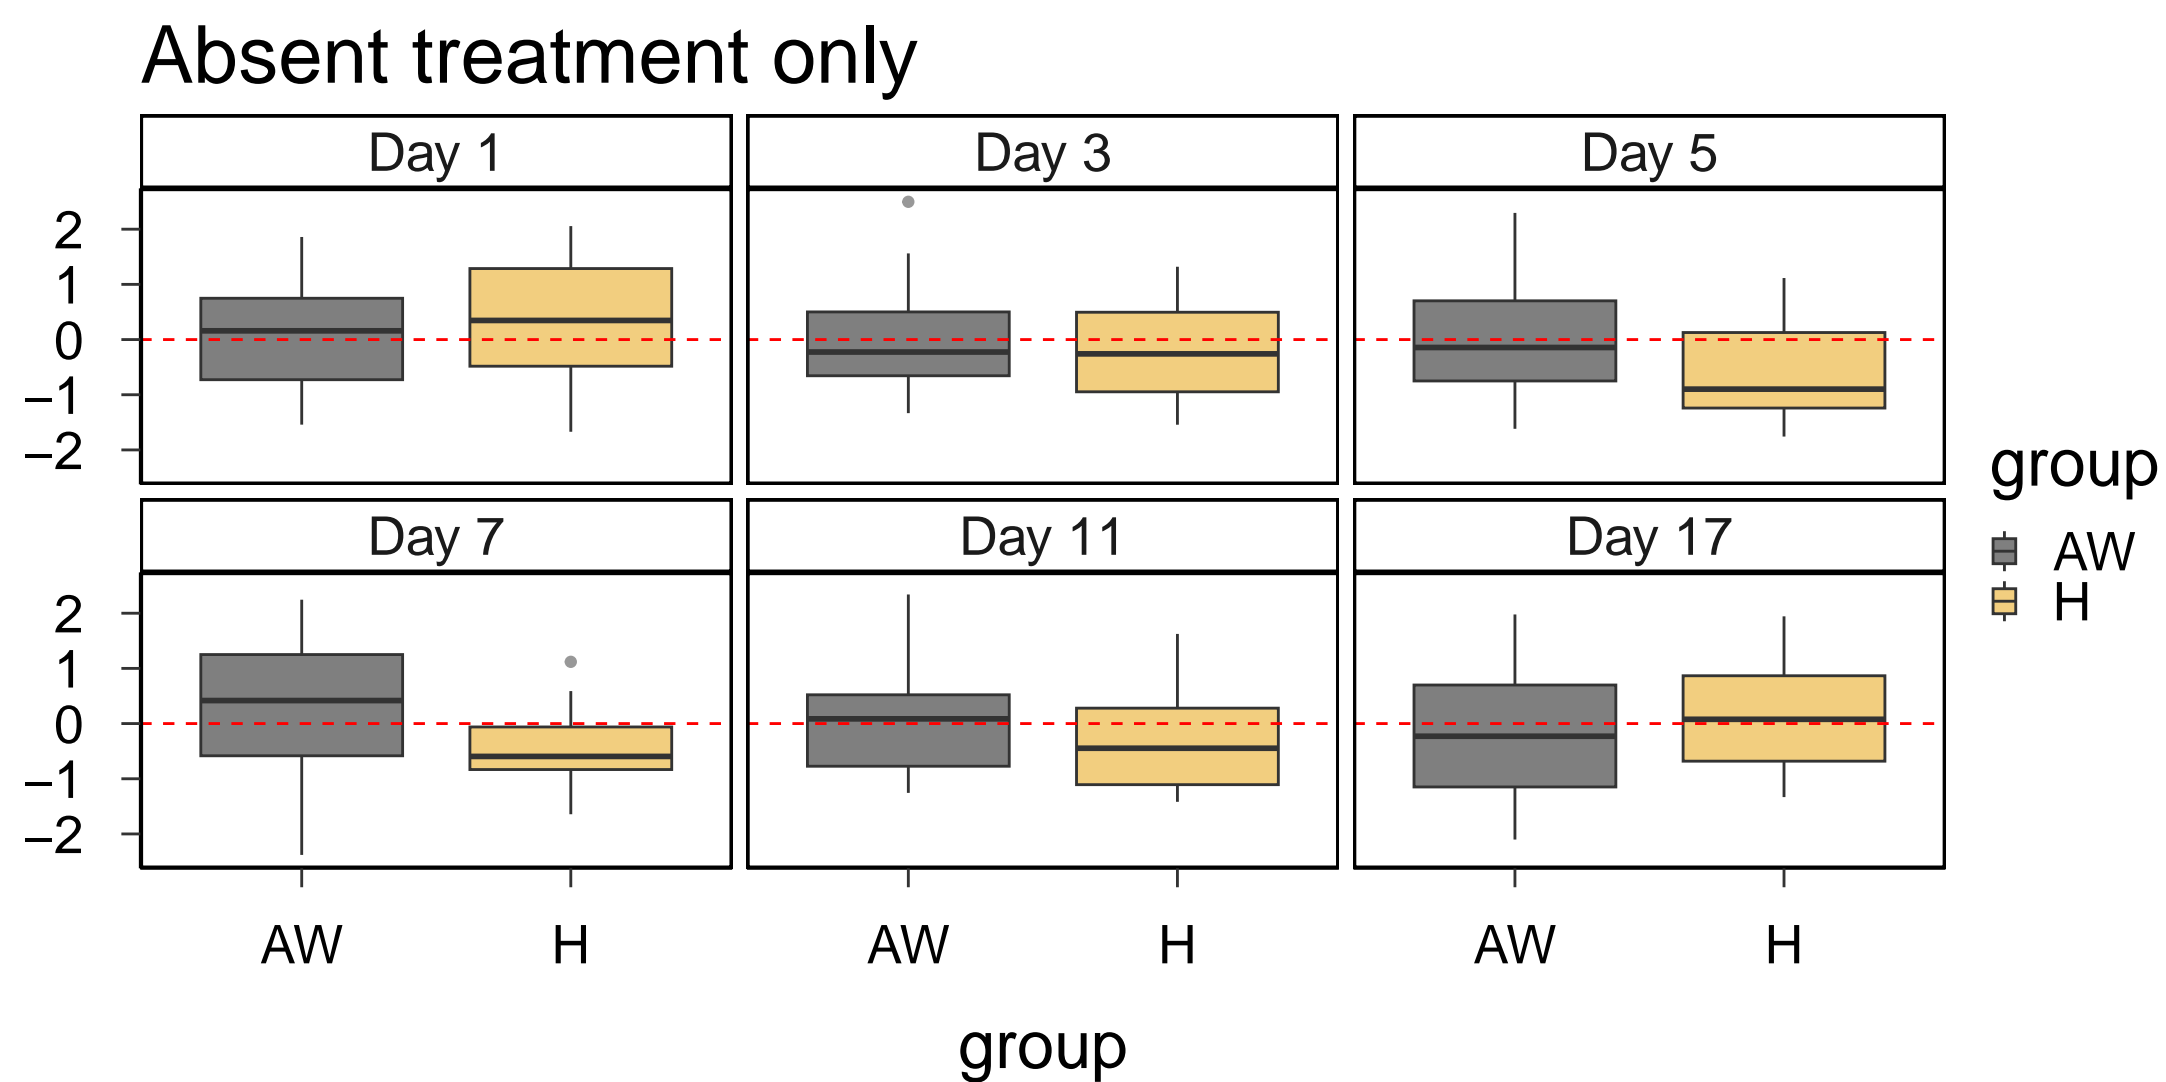 Absent treatment only
Day 1
Day 3
Day 5
2
1
0
−1
−2
Day 7
Day 11
Day 17
2
1
0
−1
−2
AW
H
AW
H
AW
H
group
group
AW
H